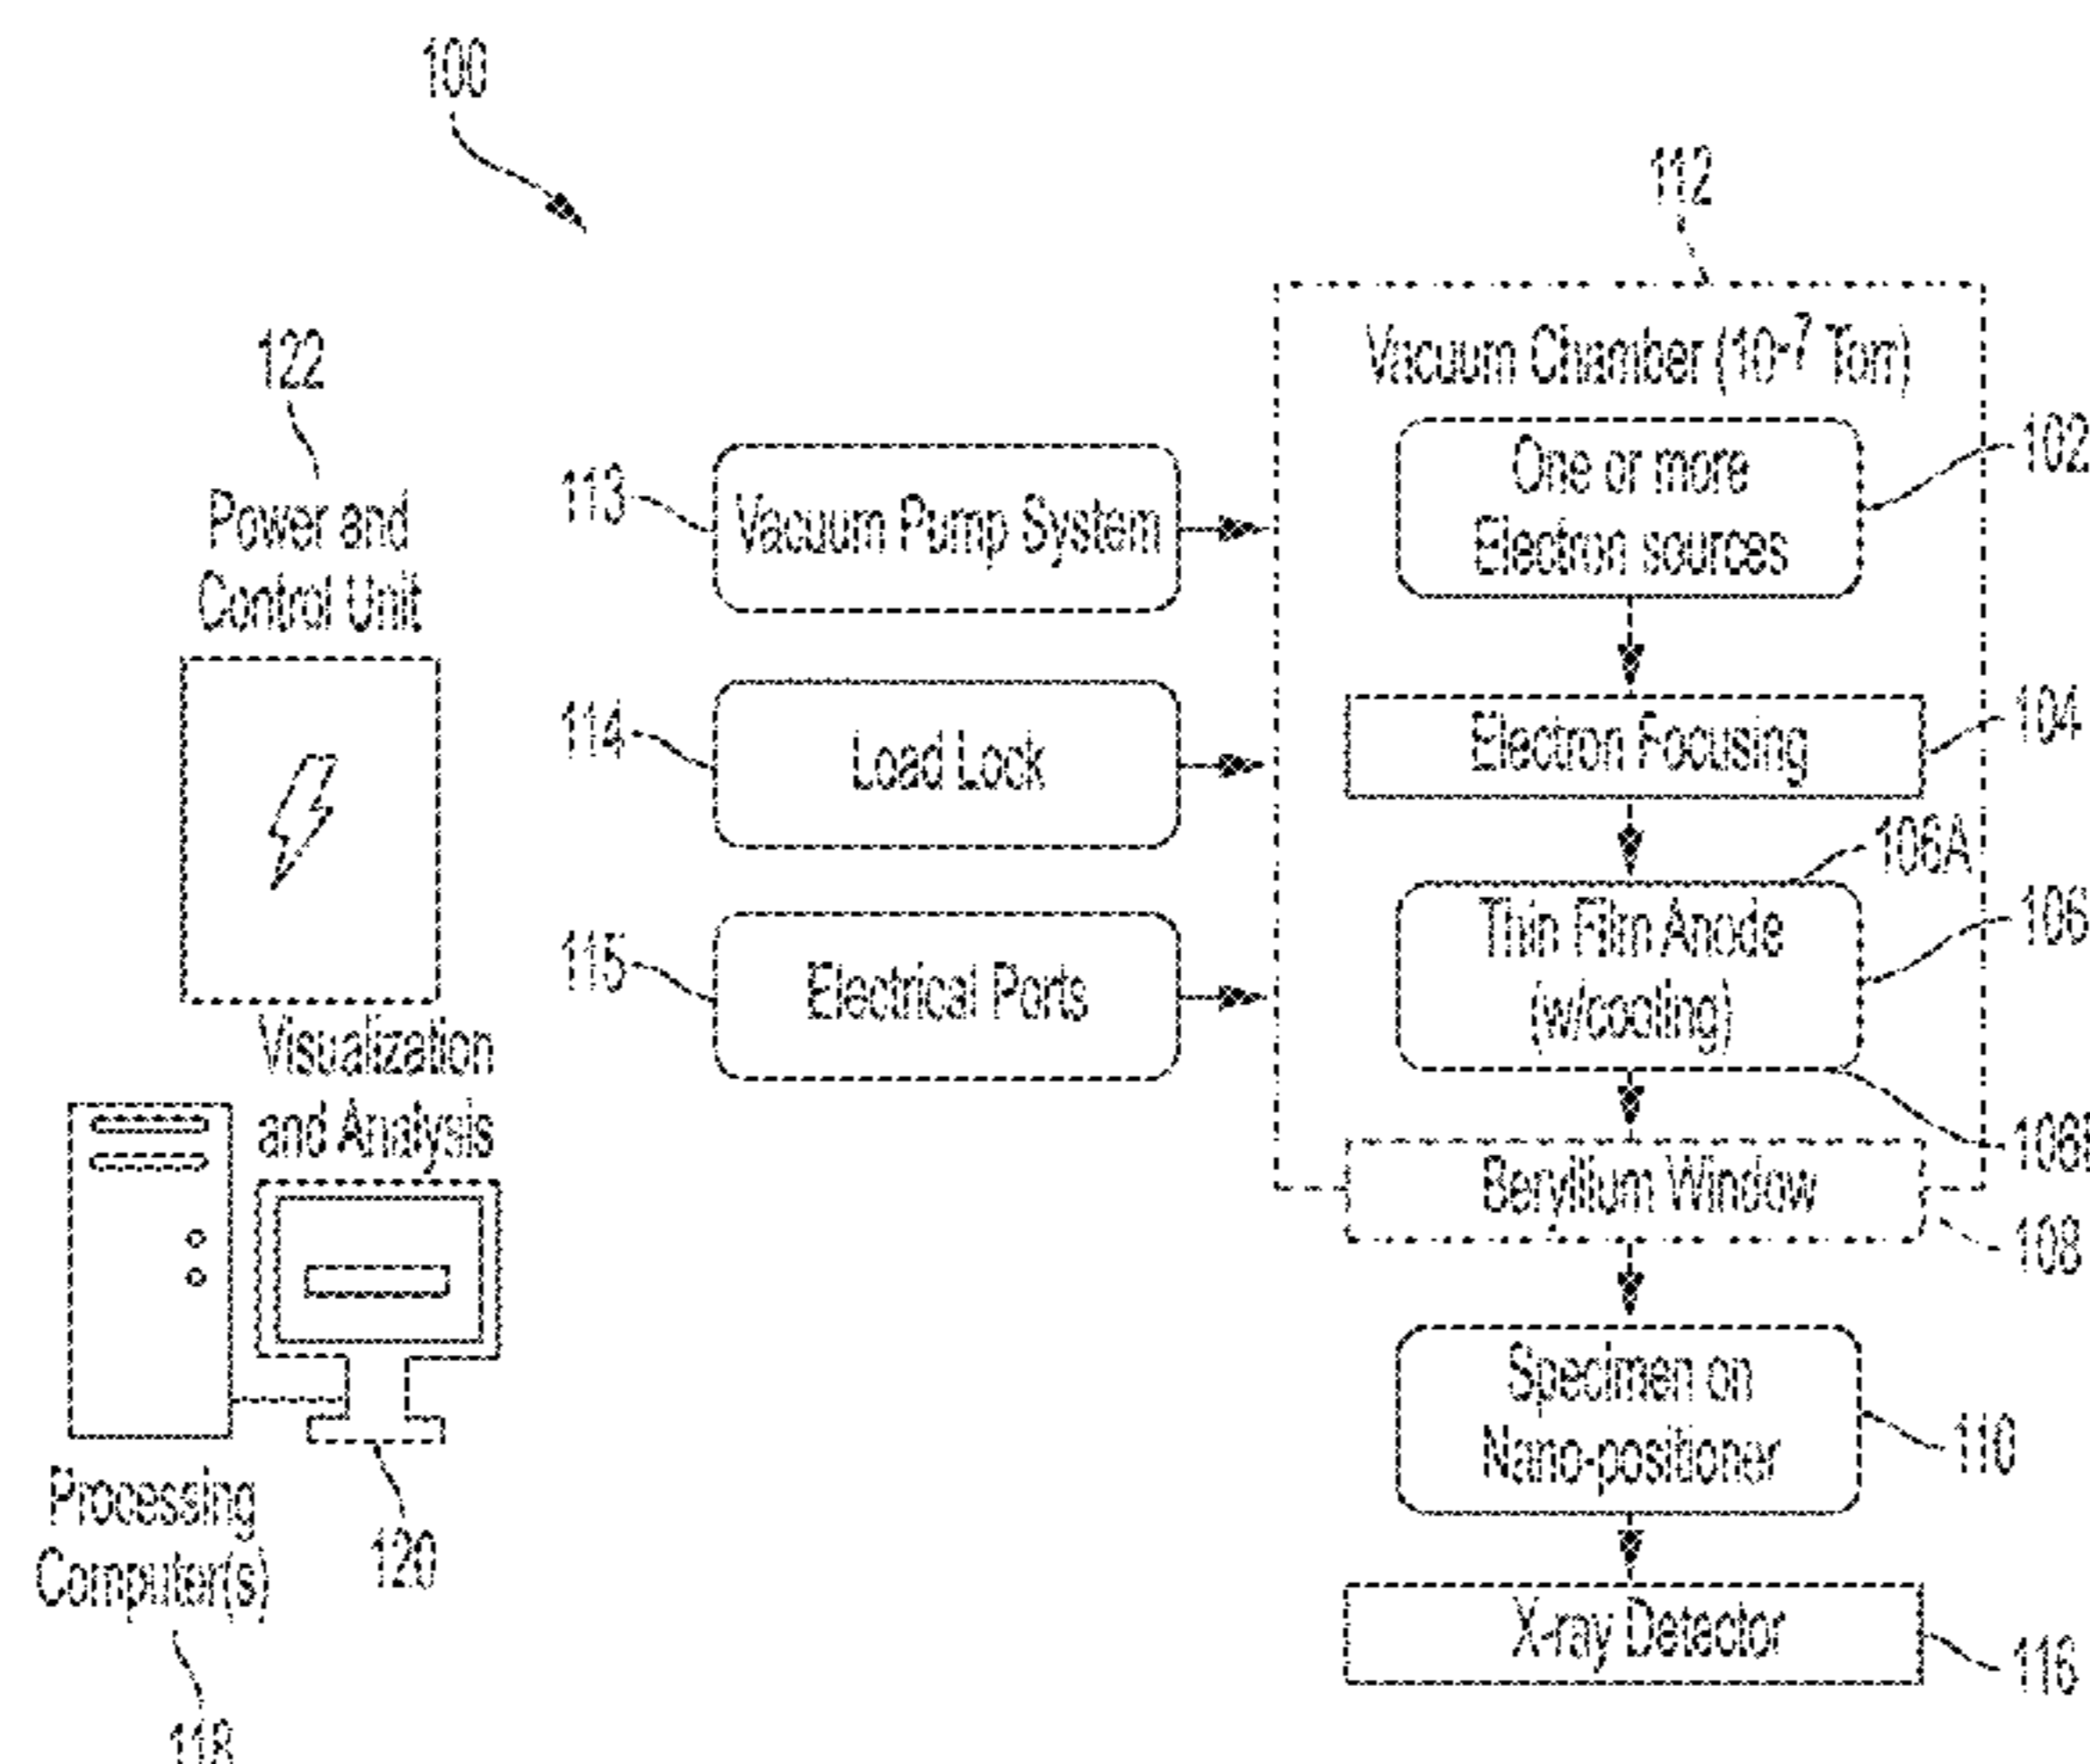 100
112
Vacuum Chamber (10-7 Torr)
122
Power and
Control Unit
113
Vacuum Pump System
One or more
Electron sources
102
114
Load Lock
Electron Focusing
104
106A
115
Electrical Ports
Thin Film Anode
(w/cooling)
106
Visualization
and Analysis
Beryllium Window
108
Specimen on
Nano-positioner
110
Processing
Computer(s)
120
X-ray Detector
116
118